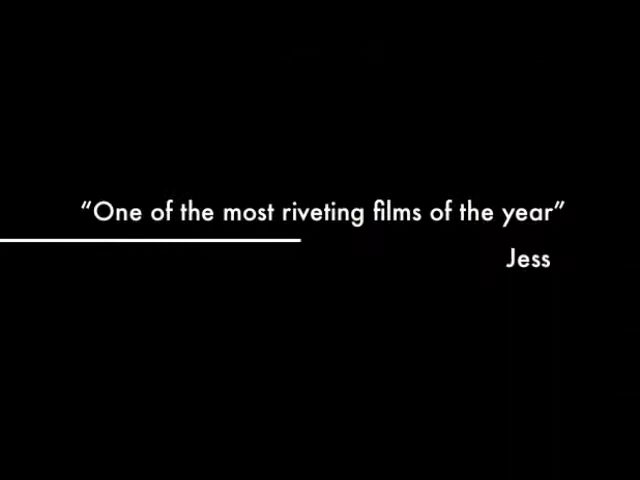 “One of the most riveting films of the year”
Jess